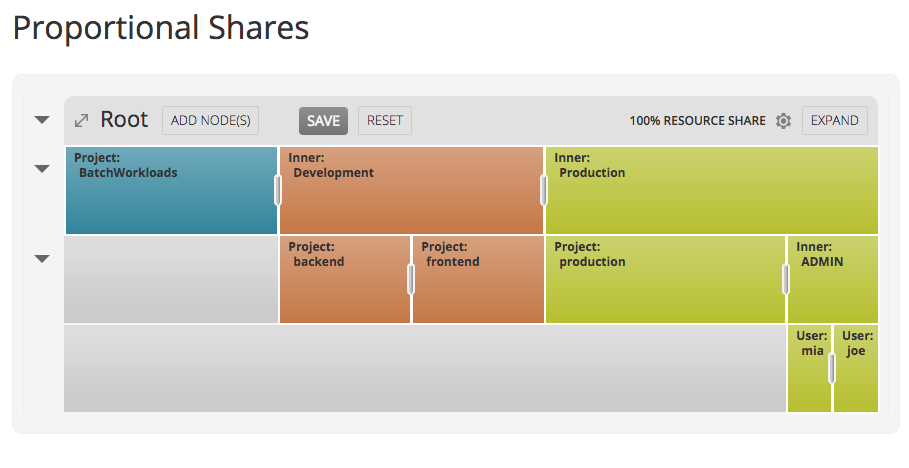 Proportional Shares
Root ADD NODE(S) SAVE RESET 100% RESOURCE SHARE EXPAND
Project: Inner: Inner:
BatchWorkloads Development Production
Project: Project: Project: Inner:
backend frontend production ADMIN
User: User:
mia joe